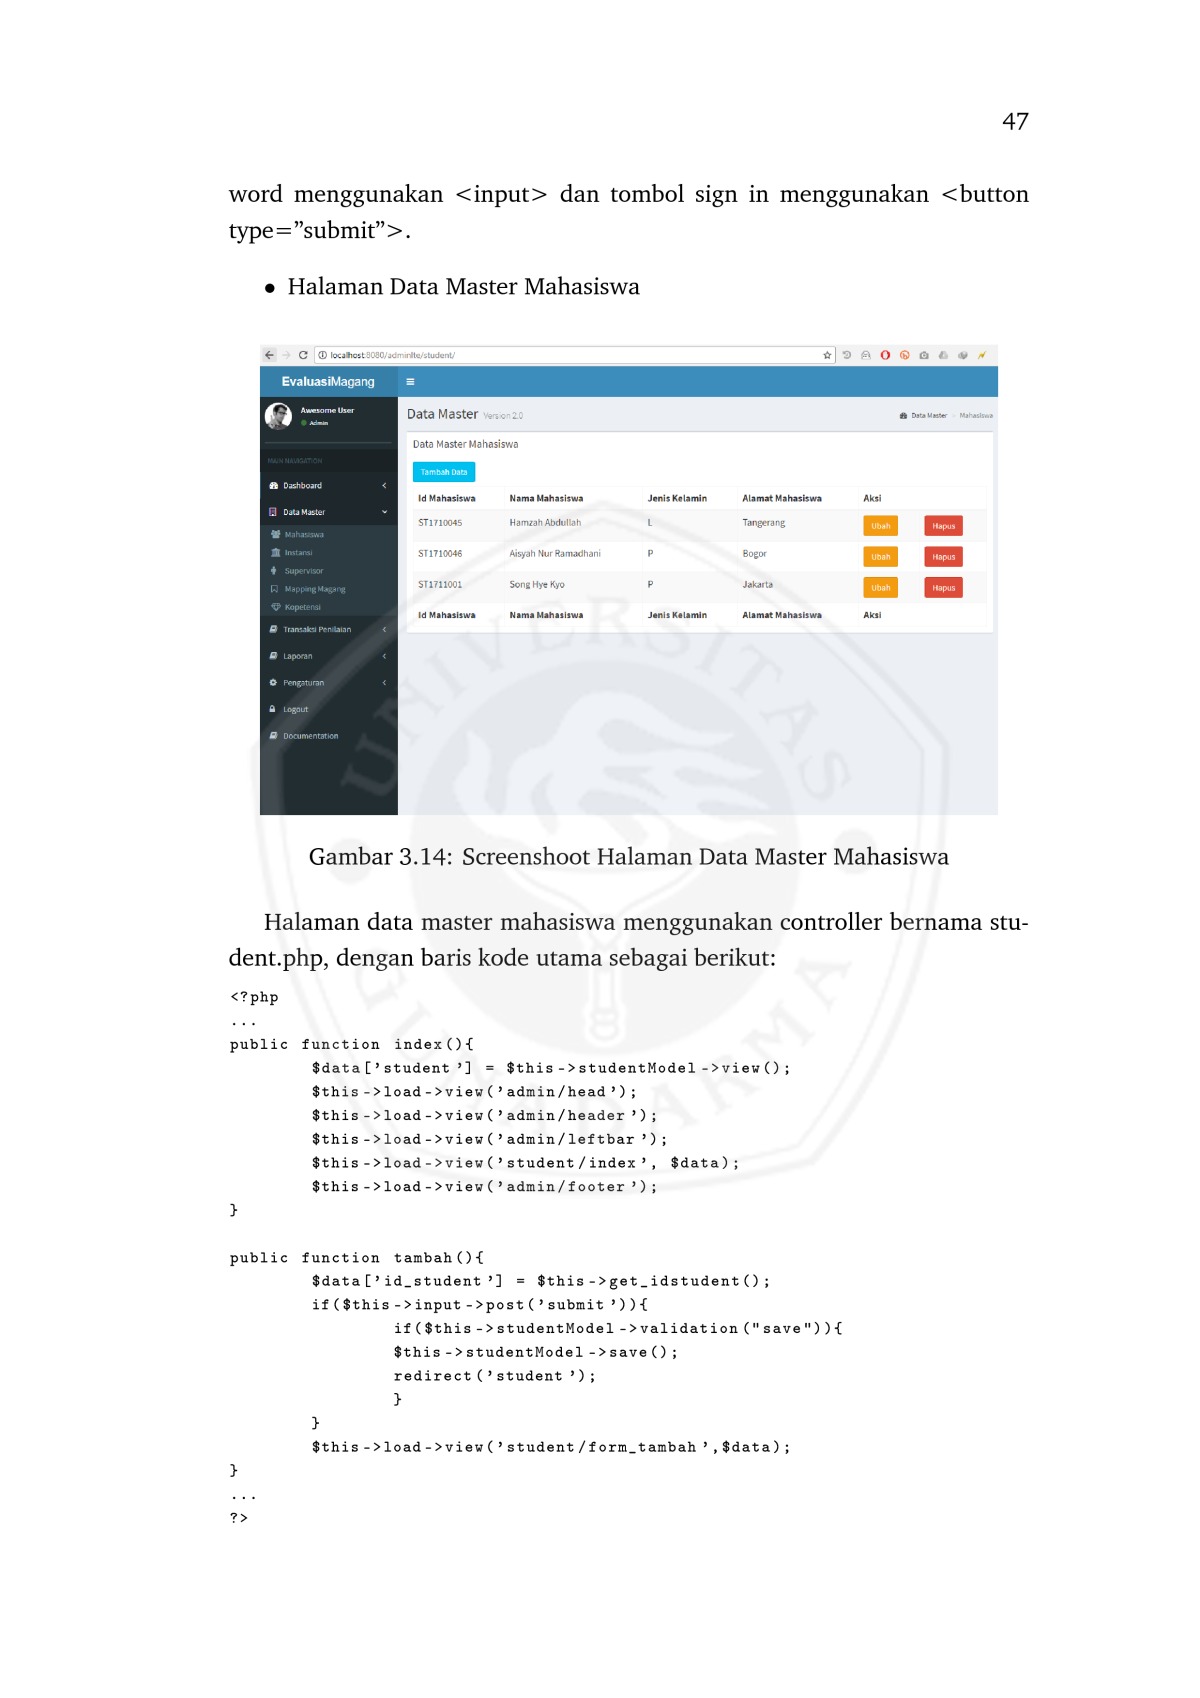 47
word menggunakan <input> dan tombol sign in menggunakan <button
type=”submit”>.
• Halaman Data Master Mahasiswa
localhost:8080/adminlte/student/
EvaluasiMagang
Awesome User
Admin
Data Master Version 2.0
Data Master > Mahasiswa
MAIN NAVIGATION
Dashboard
Data Master
Mahasiswa
Instansi
Supervisor
Mapping Magang
Kopetensi
Transaksi Penilaian
Laporan
Pengaturan
Logout
Documentation
Data Master Mahasiswa
Tambah Data
Id Mahasiswa Nama Mahasiswa Jenis Kelamin Alamat Mahasiswa Aksi
ST1710045 Hamzah Abdullah L Tangerang Ubah Hapus
ST1710046 Aisyah Nur Ramadhani P Bogor Ubah Hapus
ST1711001 Song Hye Kyo P Jakarta Ubah Hapus
Id Mahasiswa Nama Mahasiswa Jenis Kelamin Alamat Mahasiswa Aksi
UNIVERSITAS
GUNADARMA
Gambar 3.14: Screenshoot Halaman Data Master Mahasiswa
Halaman data master mahasiswa menggunakan controller bernama stu-
dent.php, dengan baris kode utama sebagai berikut:
<?php
...
public function index(){
$data[’student’] = $this->studentModel->view();
$this->load->view(’admin/head’);
$this->load->view(’admin/header’);
$this->load->view(’admin/leftbar’);
$this->load->view(’student/index’, $data);
$this->load->view(’admin/footer’);
}
public function tambah(){
$data[’id_student’] = $this->get_idstudent();
if($this->input->post(’submit’)){
if($this->studentModel->validation("save")){
$this->studentModel->save();
redirect(’student’);
}
}
$this->load->view(’student/form_tambah’,$data);
}
...
?>